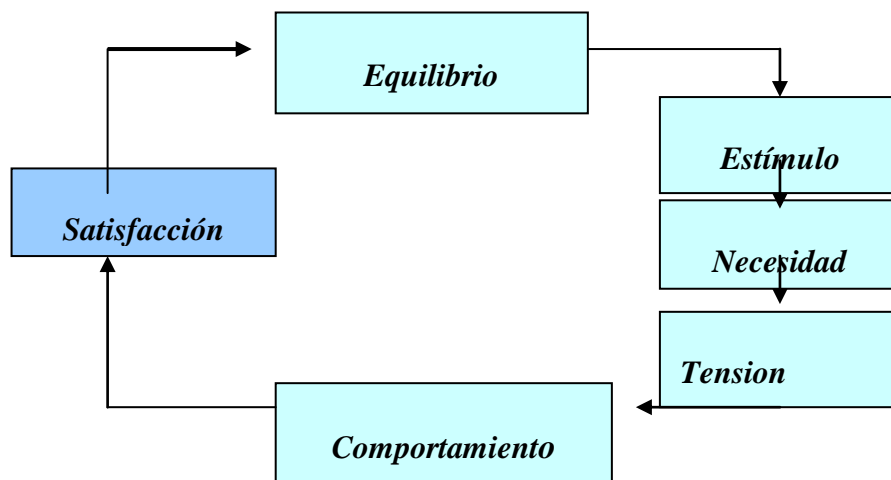 Equilibrio
Estímulo
Satisfacción
Necesidad
Tension
Comportamiento